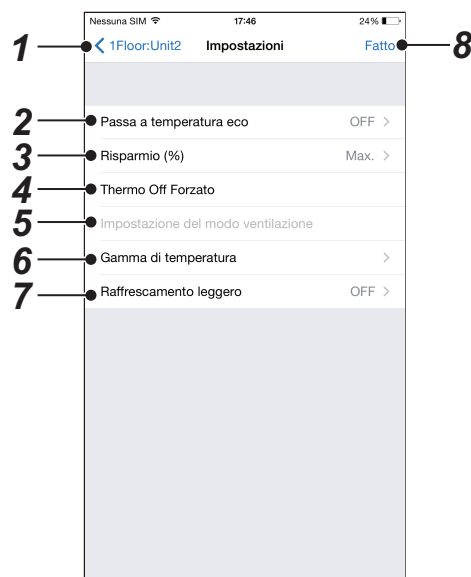 Nessuna SIM 17:46 24%
1 1Floor:Unit2 Impostazioni Fatto 8
2 Passa a temperatura eco OFF
3 Risparmio (%) Max.
4 Thermo Off Forzato
5 Impostazione del modo ventilazione
6 Gamma di temperatura
7 Raffrescamento leggero OFF